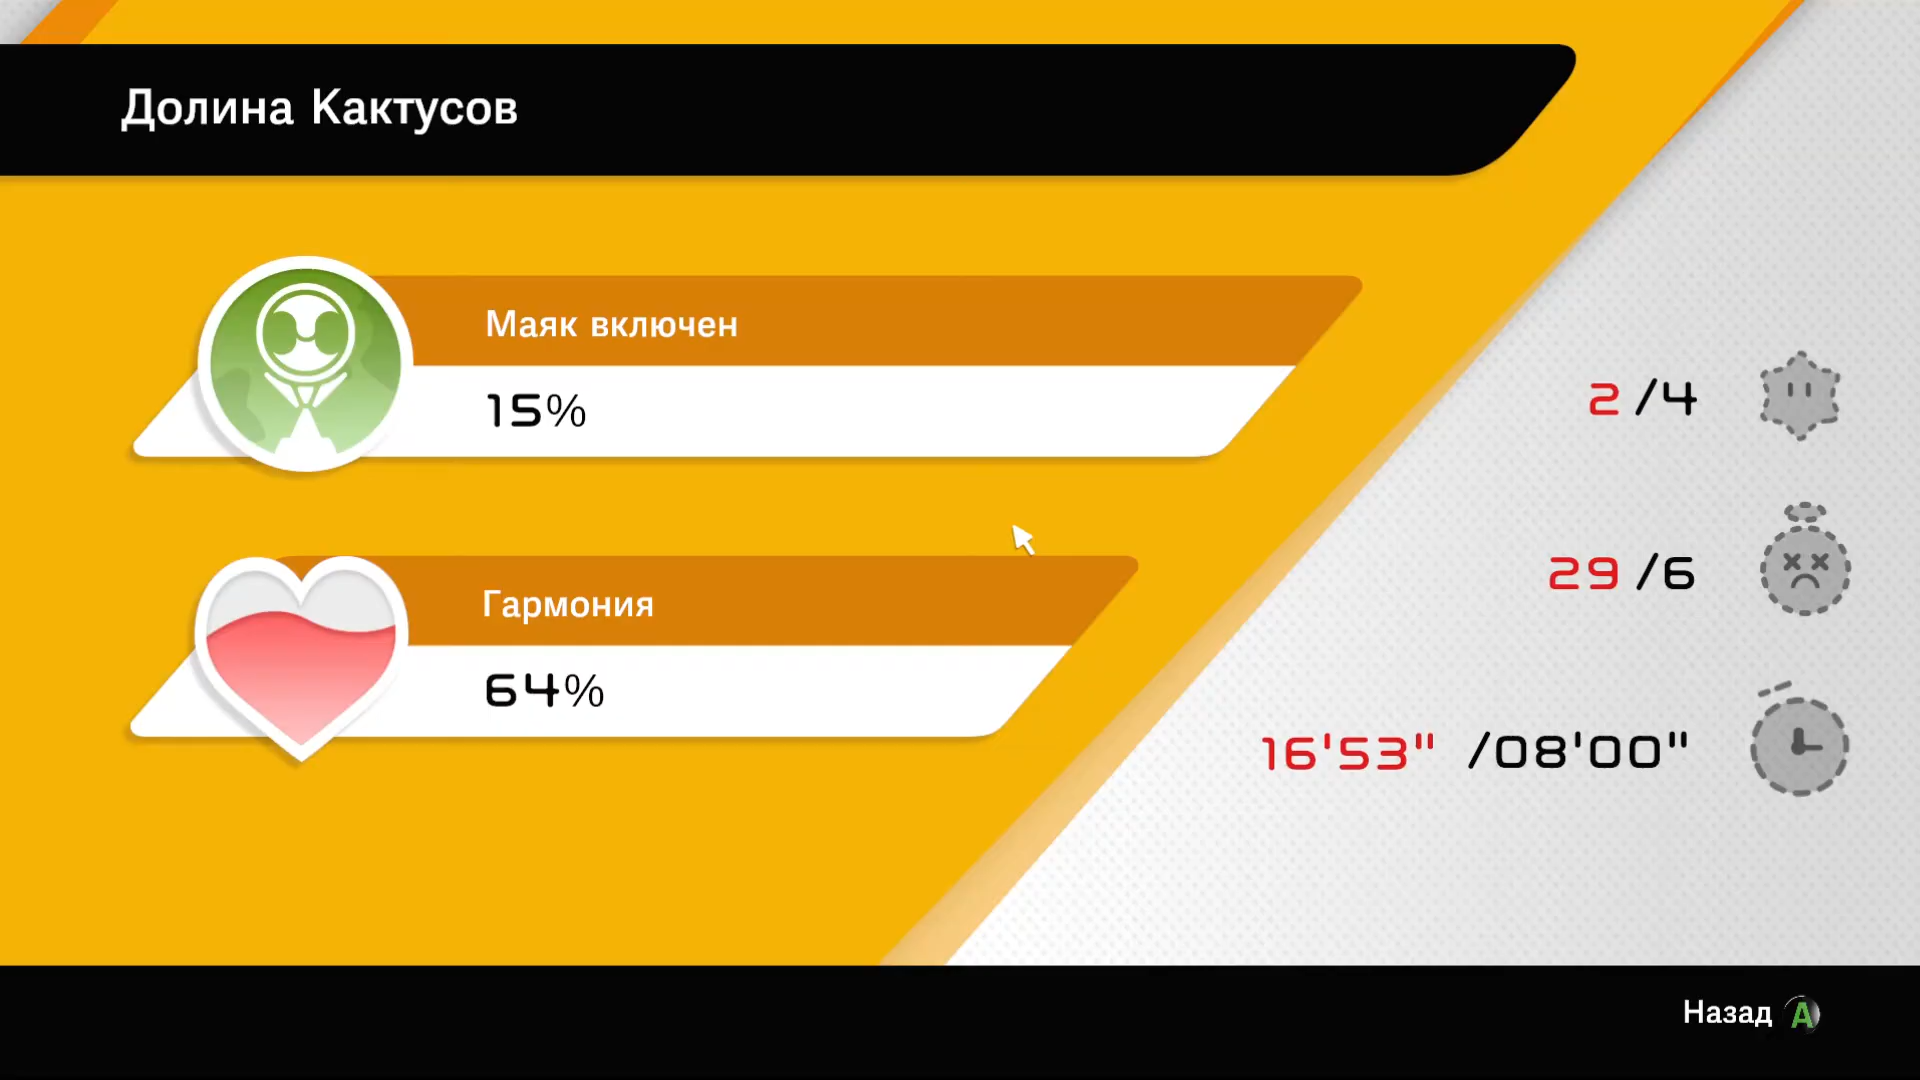 Долина Кактусов
Маяк включен
15%
Гармония
64%
2 /4
29 /6
16'53" /08'00"
Назад A